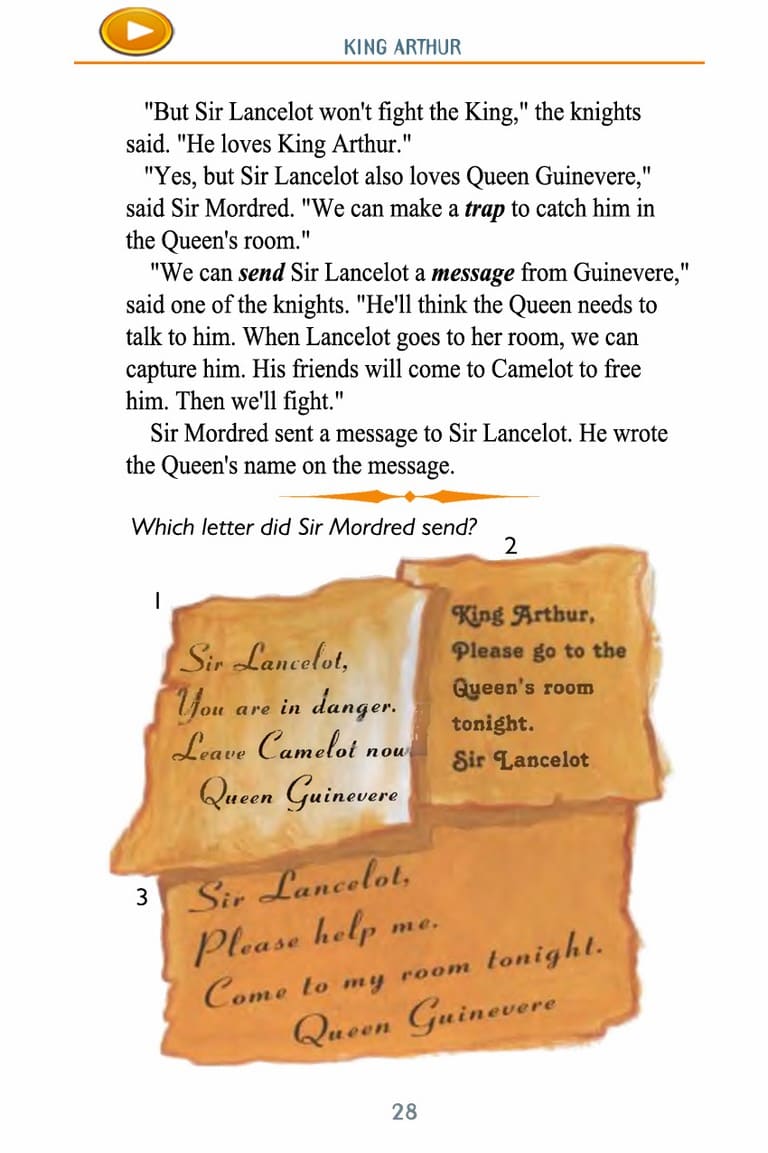 KING ARTHUR
"But Sir Lancelot won't fight the King," the knights
said. "He loves King Arthur."
"Yes, but Sir Lancelot also loves Queen Guinevere,"
said Sir Mordred. "We can make a trap to catch him in
the Queen's room."
"We can send Sir Lancelot a message from Guinevere,"
said one of the knights. "He'll think the Queen needs to
talk to him. When Lancelot goes to her room, we can
capture him. His friends will come to Camelot to free
him. Then we'll fight."
Sir Mordred sent a message to Sir Lancelot. He wrote
the Queen's name on the message.
Which letter did Sir Mordred send?
1
Sir Lancelot,
You are in danger.
Leave Camelot now
Queen Guinevere
2
King Arthur,
Please go to the
Queen's room
tonight.
Sir Lancelot
3
Sir Lancelot,
Please help me.
Come to my room tonight.
Queen Guinevere
28